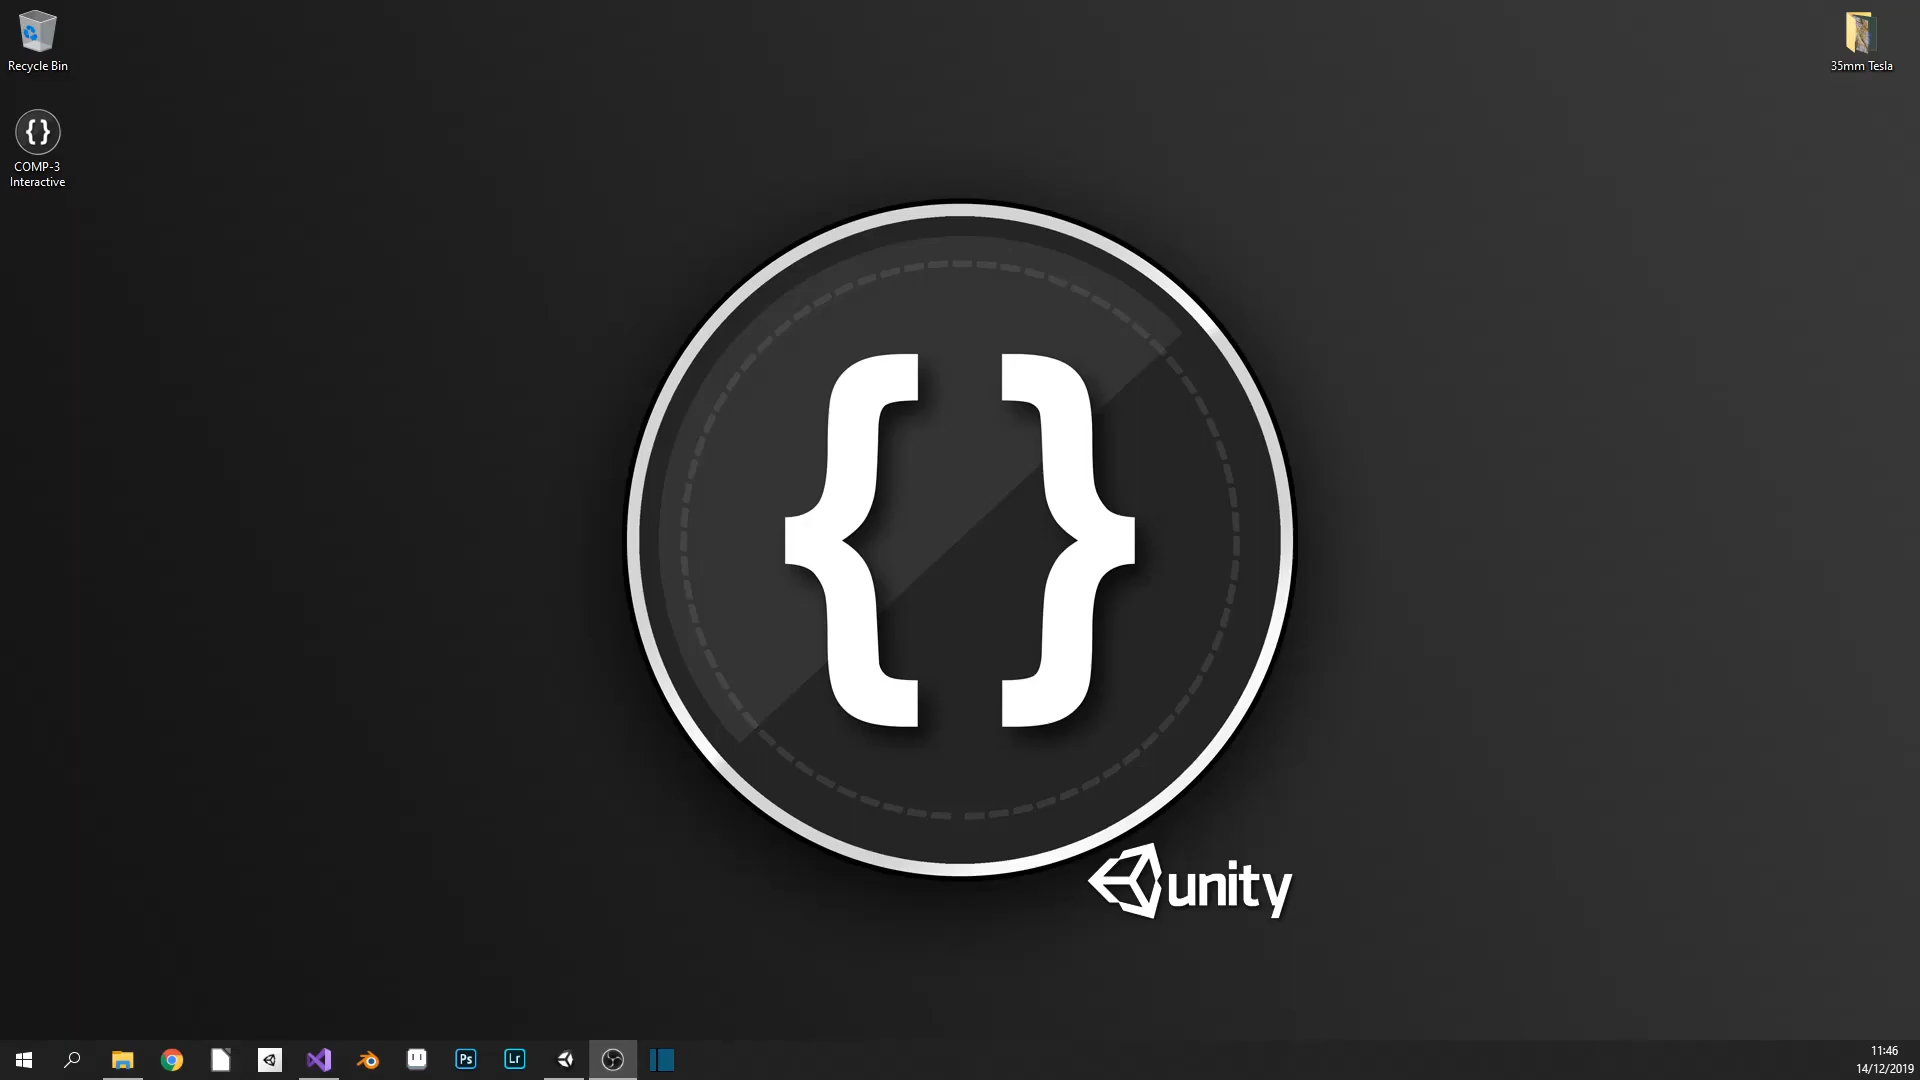 Recycle Bin
35mm Tesla
COMP-3
Interactive
{ }
unity
Ps
Lr
11:46
14/12/2019